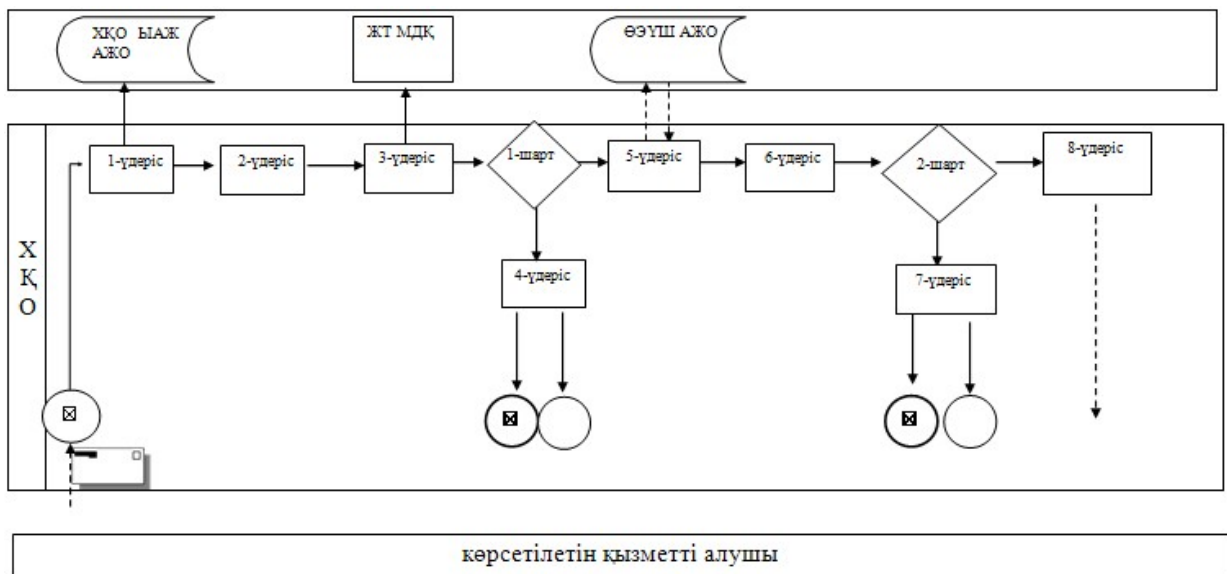 ХҚО ЫАЖ
АЖО
ЖТ МДҚ
ӨЭҮШ АЖО
1-үдеріс
2-үдеріс
3-үдеріс
1-шарт
5-үдеріс
6-үдеріс
2-шарт
8-үдеріс
4-үдеріс
7-үдеріс
Х
Қ
О
көрсетілетін қызметті алушы